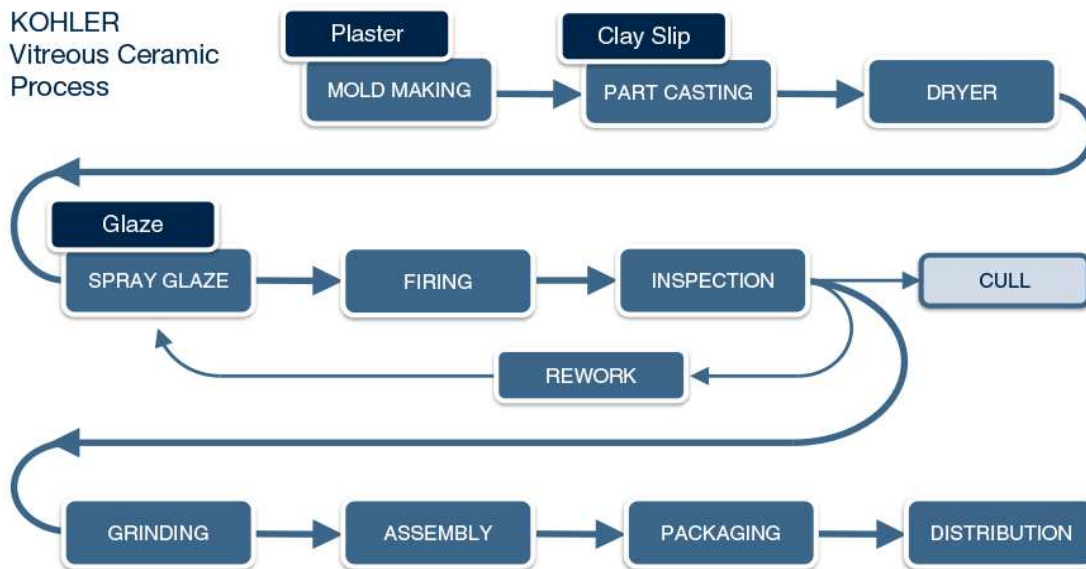 KOHLER
Vitreous Ceramic
Process
Plaster
MOLD MAKING
Clay Slip
PART CASTING
DRYER
Glaze
SPRAY GLAZE
FIRING
INSPECTION
CULL
REWORK
GRINDING
ASSEMBLY
PACKAGING
DISTRIBUTION